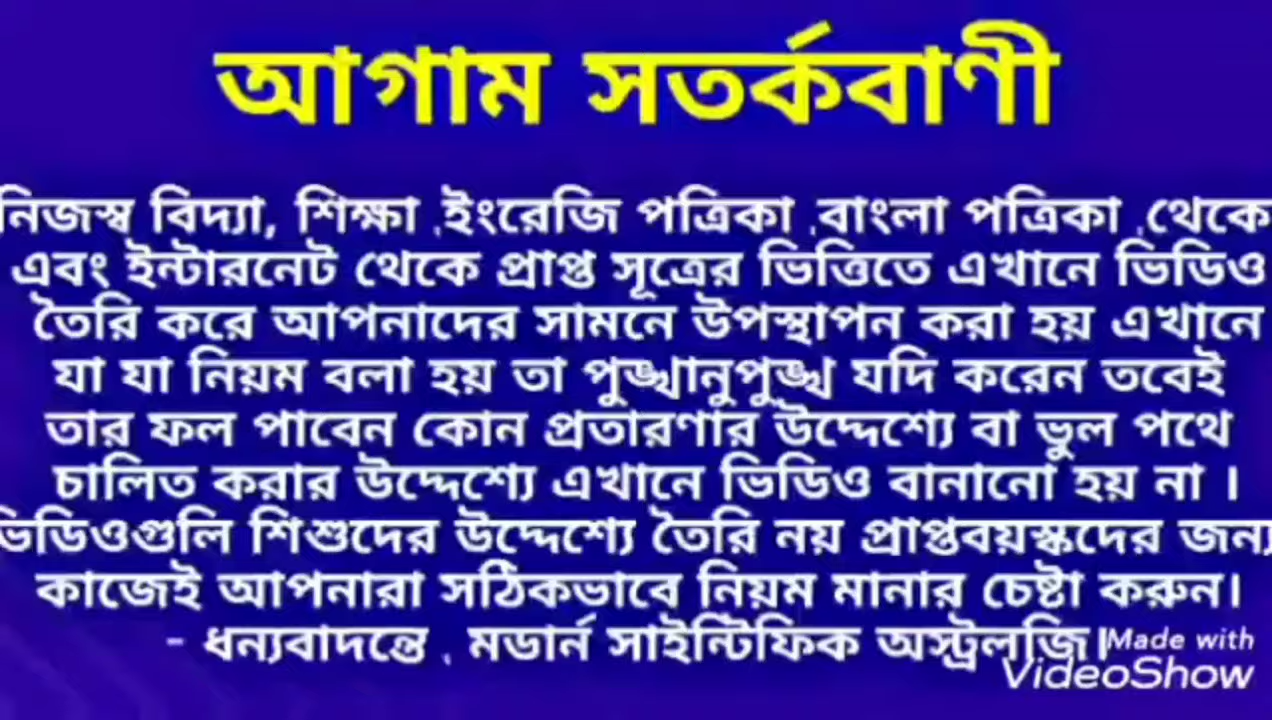 আগাম সতর্কবাণী
নিজস্ব বিদ্যা, শিক্ষা ,ইংরেজি পত্রিকা ,বাংলা পত্রিকা ,থেকে
এবং ইন্টারনেট থেকে প্রাপ্ত সূত্রের ভিত্তিতে এখানে ভিডিও
তৈরি করে আপনাদের সামনে উপস্থাপন করা হয় এখানে
যা যা নিয়ম বলা হয় তা পুঙ্খানুপুঙ্খ যদি করেন তবেই
তার ফল পাবেন কোন প্রতারণার উদ্দেশ্যে বা ভুল পথে
চালিত করার উদ্দেশ্যে এখানে ভিডিও বানানো হয় না ।
ভিডিওগুলি শিশুদের উদ্দেশ্যে তৈরি নয় প্রাপ্তবয়স্কদের জন্য
কাজেই আপনারা সঠিকভাবে নিয়ম মানার চেষ্টা করুন।
- ধন্যবাদন্তে , মডার্ন সাইন্টিফিক অস্ট্রলজি।
Made with
VideoShow